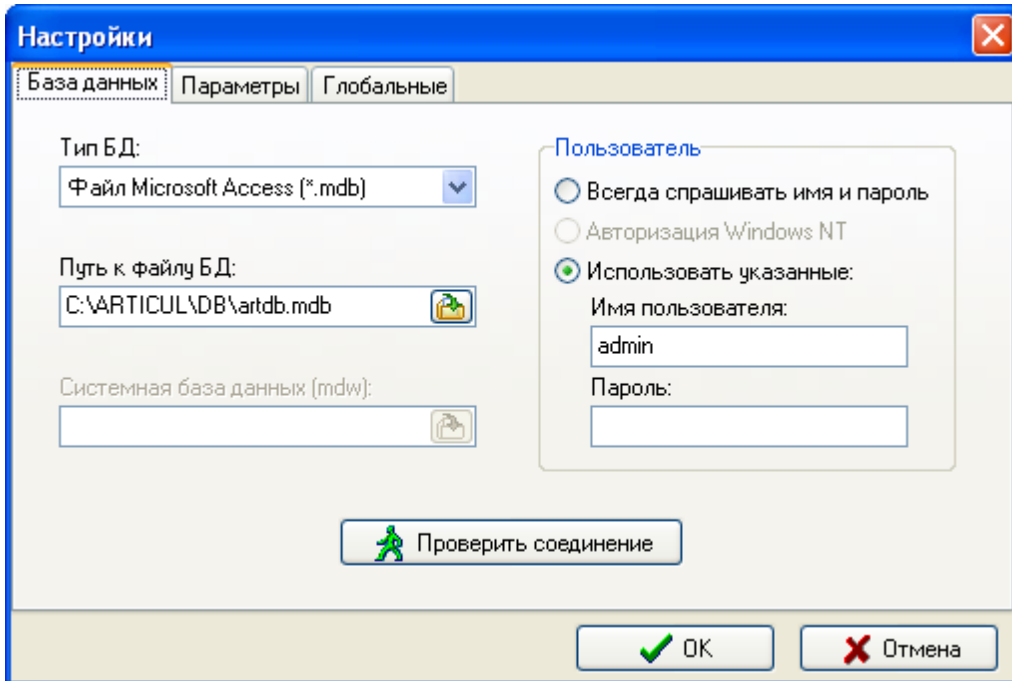 Настройки
База данных
Параметры
Глобальные
Тип БД:
Файл Microsoft Access (*.mdb)
Путь к файлу БД:
C:\ARTICUL\DB\artdb.mdb
Системная база данных (mdw):
Пользователь
Всегда спрашивать имя и пароль
Авторизация Windows NT
Использовать указанные:
Имя пользователя:
admin
Пароль:
Проверить соединение
OK
Отмена